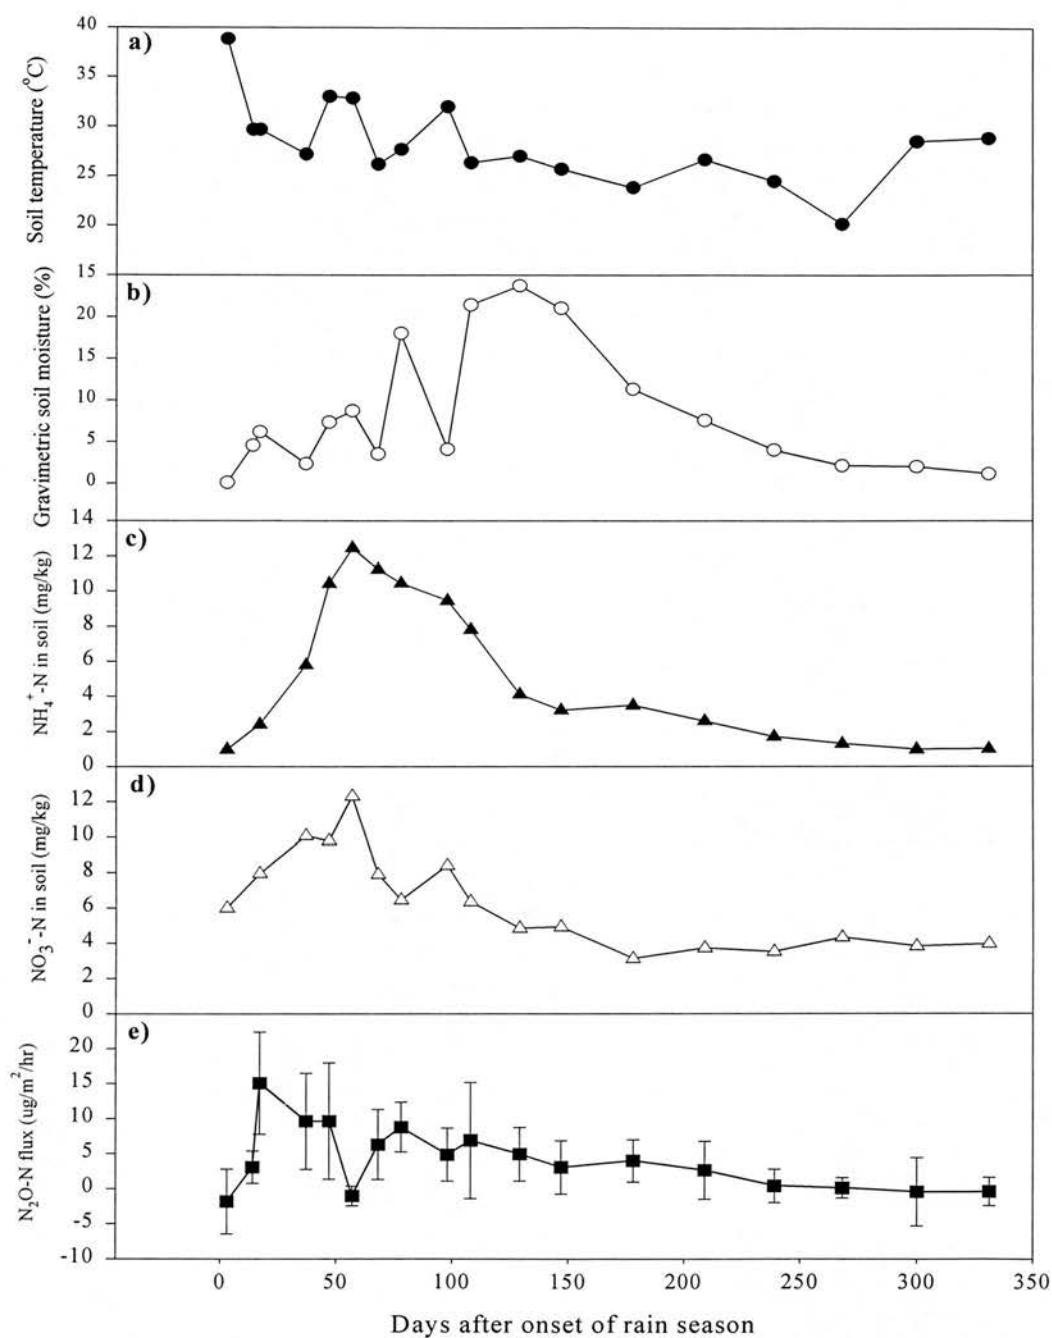 a)
Soil temperature (°C)
40
35
30
25
20
15
b)
Gravimetric soil moisture (%)
20
15
10
5
0
14
c)
NH₄⁺-N in soil (mg/kg)
12
10
8
6
4
2
0
d)
NO₃⁻-N in soil (mg/kg)
12
10
8
6
4
2
0
e)
N₂O-N flux (ug/m²/hr)
20
15
10
5
0
-5
-10
0 50 100 150 200 250 300 350
Days after onset of rain season